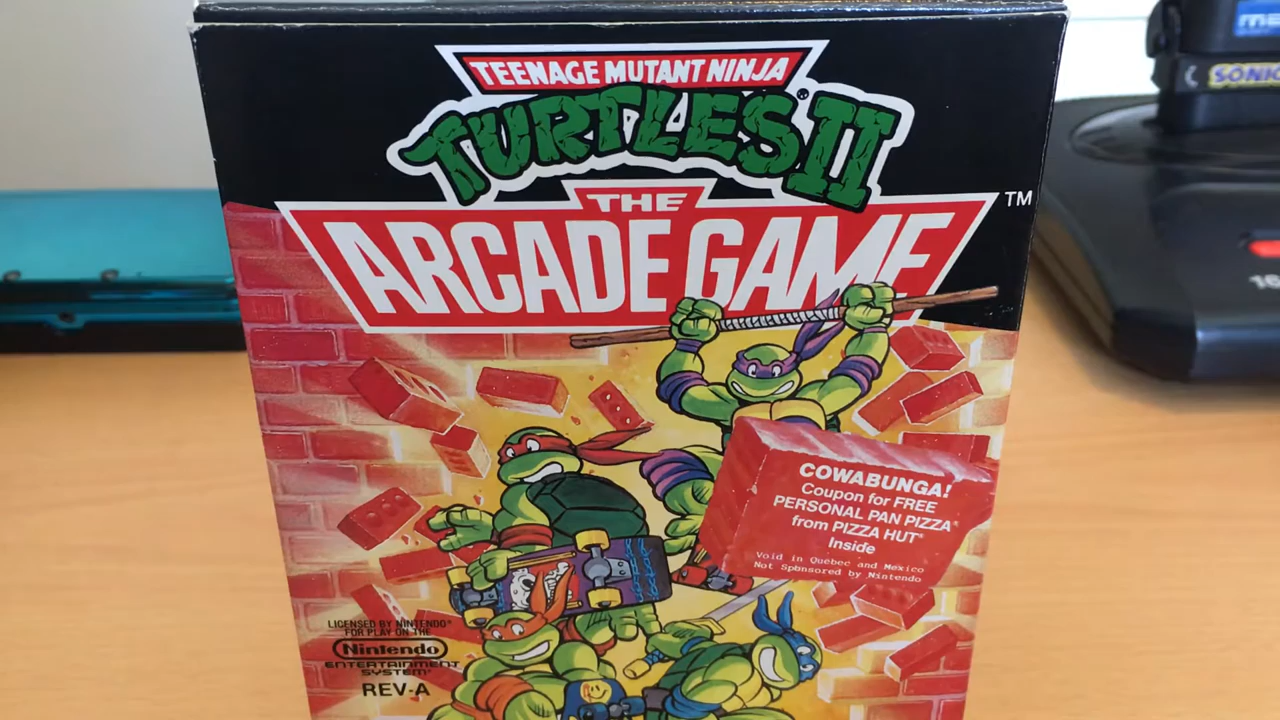 TEENAGE MUTANT NINJA
TURTLES II ®
THE
ARCADE GAME ™
COWABUNGA!
Coupon for FREE
PERSONAL PAN PIZZA
from PIZZA HUT®
Inside
Void in Quebec and Mexico
Not Sponsored by Nintendo
LICENSED BY NINTENDO®
FOR PLAY ON THE
Nintendo
ENTERTAINMENT
SYSTEM®
REV-A
SONIC
16